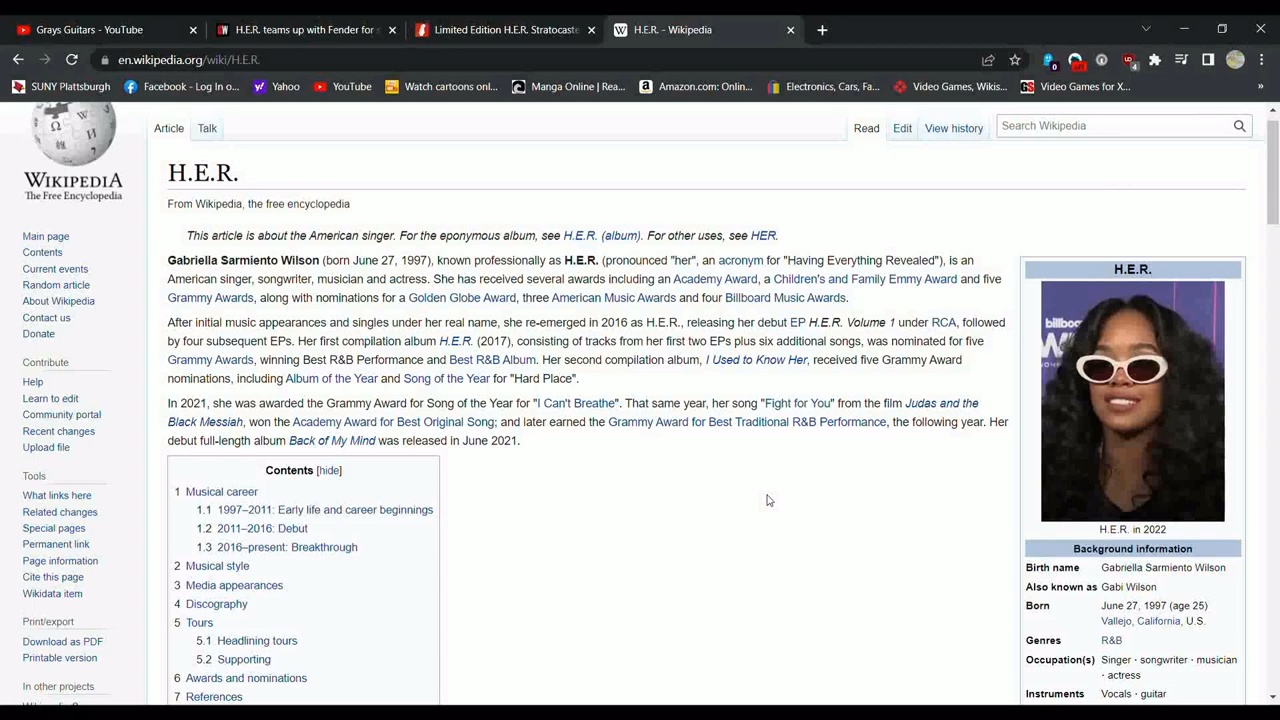 Grays Guitars - YouTube
H.E.R. teams up with Fender for
Limited Edition H.E.R. Stratocaste
H.E.R. - Wikipedia
en.wikipedia.org/wiki/H.E.R.
SUNY Plattsburgh
Facebook - Log In o...
Yahoo
YouTube
Watch cartoons onl...
Manga Online | Rea...
Amazon.com: Onlin...
Electronics, Cars, Fa...
Video Games, Wikis...
Video Games for X...
Article
Talk
Read
Edit
View history
Search Wikipedia
WIKIPEDIA
The Free Encyclopedia
H.E.R.
From Wikipedia, the free encyclopedia
This article is about the American singer. For the eponymous album, see H.E.R. (album). For other uses, see HER.
Gabriella Sarmiento Wilson (born June 27, 1997), known professionally as H.E.R. (pronounced "her", an acronym for "Having Everything Revealed"), is an
American singer, songwriter, musician and actress. She has received several awards including an Academy Award, a Children's and Family Emmy Award and five
Grammy Awards, along with nominations for a Golden Globe Award, three American Music Awards and four Billboard Music Awards.
After initial music appearances and singles under her real name, she re-emerged in 2016 as H.E.R., releasing her debut EP H.E.R. Volume 1 under RCA, followed
by four subsequent EPs. Her first compilation album H.E.R. (2017), consisting of tracks from her first two EPs plus six additional songs, was nominated for five
Grammy Awards, winning Best R&B Performance and Best R&B Album. Her second compilation album, I Used to Know Her, received five Grammy Award
nominations, including Album of the Year and Song of the Year for "Hard Place".
In 2021, she was awarded the Grammy Award for Song of the Year for "I Can't Breathe". That same year, her song "Fight for You" from the film Judas and the
Black Messiah, won the Academy Award for Best Original Song; and later earned the Grammy Award for Best Traditional R&B Performance, the following year. Her
debut full-length album Back of My Mind was released in June 2021.
Contents [hide]
1 Musical career
1.1 1997–2011: Early life and career beginnings
1.2 2011–2016: Debut
1.3 2016–present: Breakthrough
2 Musical style
3 Media appearances
4 Discography
5 Tours
5.1 Headlining tours
5.2 Supporting
6 Awards and nominations
7 References
Main page
Contents
Current events
Random article
About Wikipedia
Contact us
Donate
Contribute
Help
Learn to edit
Community portal
Recent changes
Upload file
Tools
What links here
Related changes
Special pages
Permanent link
Page information
Cite this page
Wikidata item
Print/export
Download as PDF
Printable version
In other projects
H.E.R.
billbo
H.E.R. in 2022
Background information
Birth name Gabriella Sarmiento Wilson
Also known as Gabi Wilson
Born June 27, 1997 (age 25)
Vallejo, California, U.S.
Genres R&B
Occupation(s) Singer · songwriter · musician
· actress
Instruments Vocals · guitar